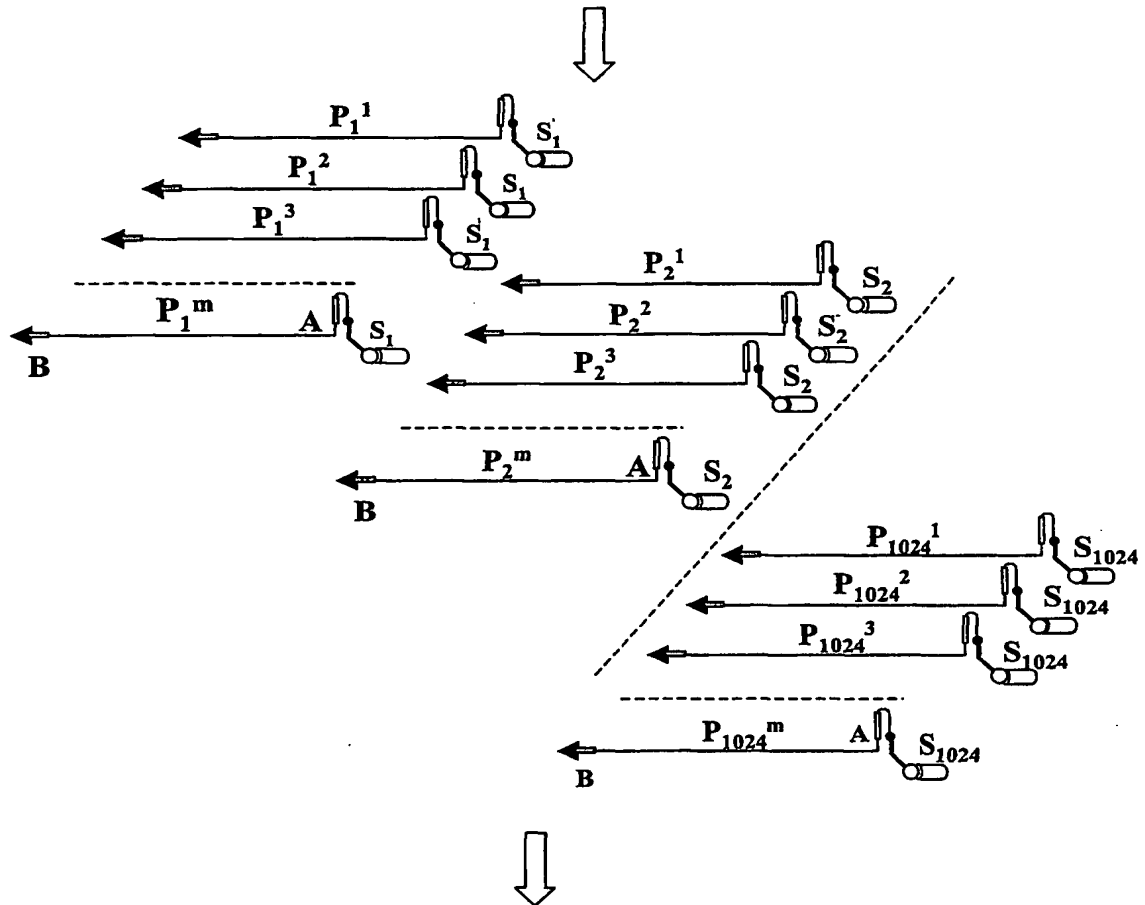 P₁¹
S₁
P₁²
S₁
P₁³
S₁
P₁ᵐ A S₁
B
P₂¹
S₂
P₂²
S₂
P₂³
S₂
P₂ᵐ A S₂
B
P₁₀₂₄¹
S₁₀₂₄
P₁₀₂₄²
S₁₀₂₄
P₁₀₂₄³
S₁₀₂₄
P₁₀₂₄ᵐ A S₁₀₂₄
B